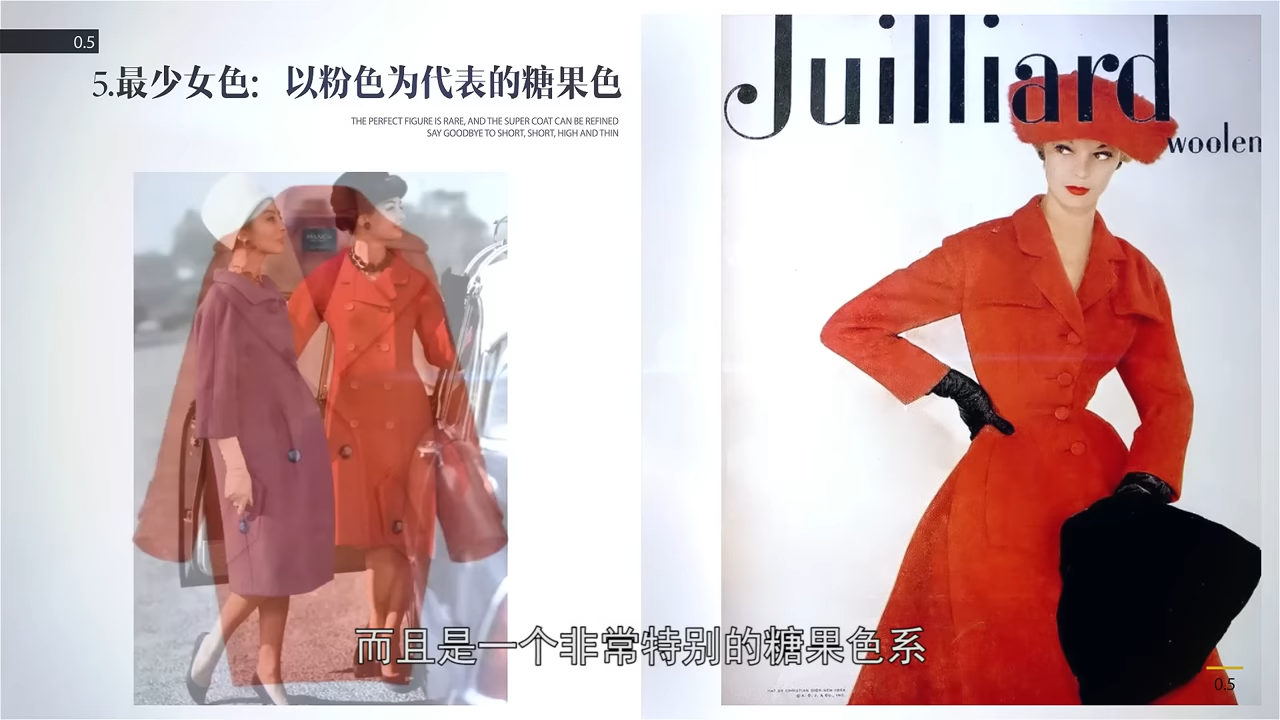 0.5
5.最少女色：以粉色为代表的糖果色
THE PERFECT FIGURE IS RARE, AND THE SUPER COAT CAN BE REFINED
SAY GOODBYE TO SHORT, SHORT, HIGH AND THIN
Juilliard
woolen
而且是一个非常特别的糖果色系
0.5